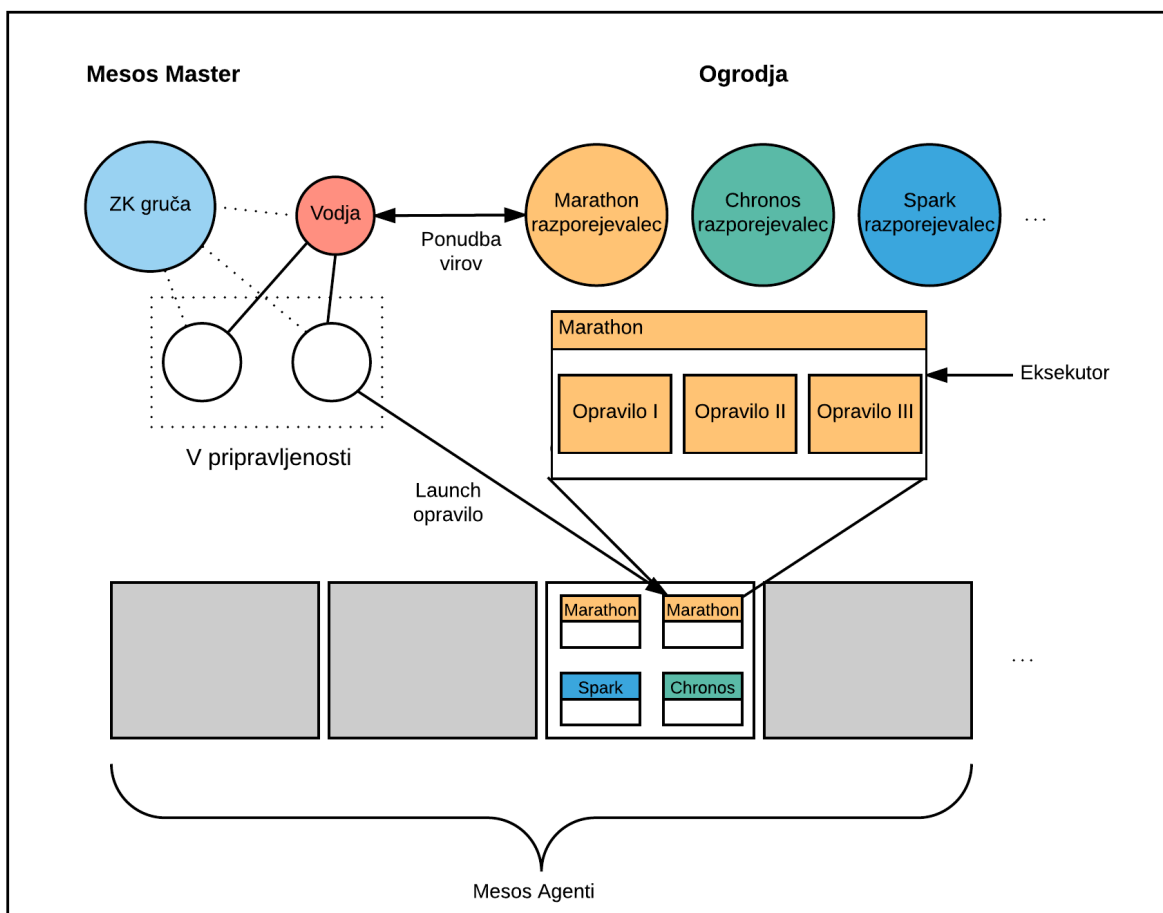 Mesos Master
Ogrodja
ZK gruča
Vodja
Ponudba
virov
Marathon
razporejevalec
Chronos
razporejevalec
Spark
razporejevalec
...
V pripravljenosti
Marathon
Opravilo I
Opravilo II
Opravilo III
Eksekutor
Launch
opravilo
Marathon
Marathon
Spark
Chronos
...
Mesos Agenti